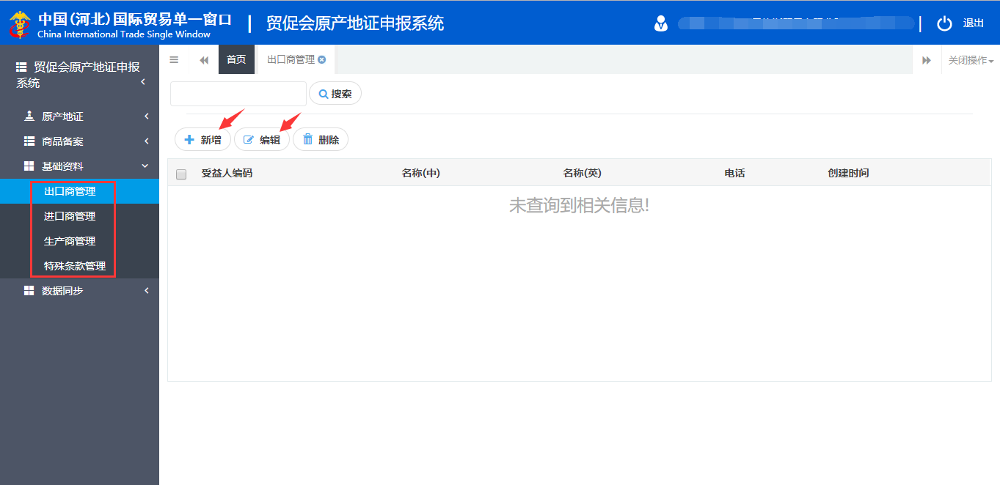 中国(河北)国际贸易单一窗口
China International Trade Single Window
贸促会原产地证申报系统
退出
贸促会原产地证申报
系统
原产地证
商品备案
基础资料
出口商管理
进口商管理
生产商管理
特殊条款管理
数据同步
首页
出口商管理
关闭操作
搜索
新增
编辑
删除
受益人编码
名称(中)
名称(英)
电话
创建时间
未查询到相关信息!